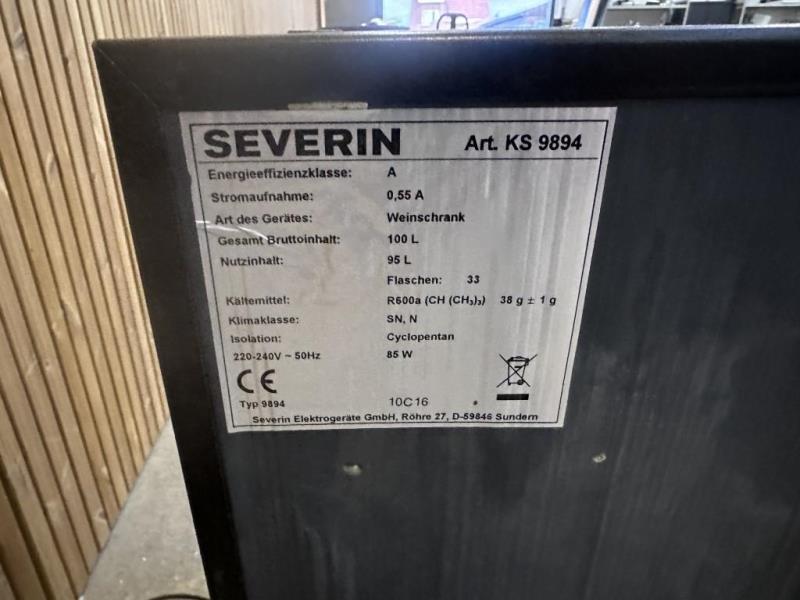 SEVERIN Art. KS 9894
Energieeffizienzklasse: A
Stromaufnahme: 0,55 A
Art des Gerätes: Weinschrank
Gesamt Bruttoinhalt: 100 L
Nutzinhalt: 95 L
Flaschen: 33
Kältemittel: R600a (CH (CH₃)₃) 38 g ± 1 g
Klimaklasse: SN, N
Isolation: Cyclopentan
220-240V ~ 50Hz 85 W
CE
Typ 9894 10C16
Severin Elektrogeräte GmbH, Röhre 27, D-59846 Sundern